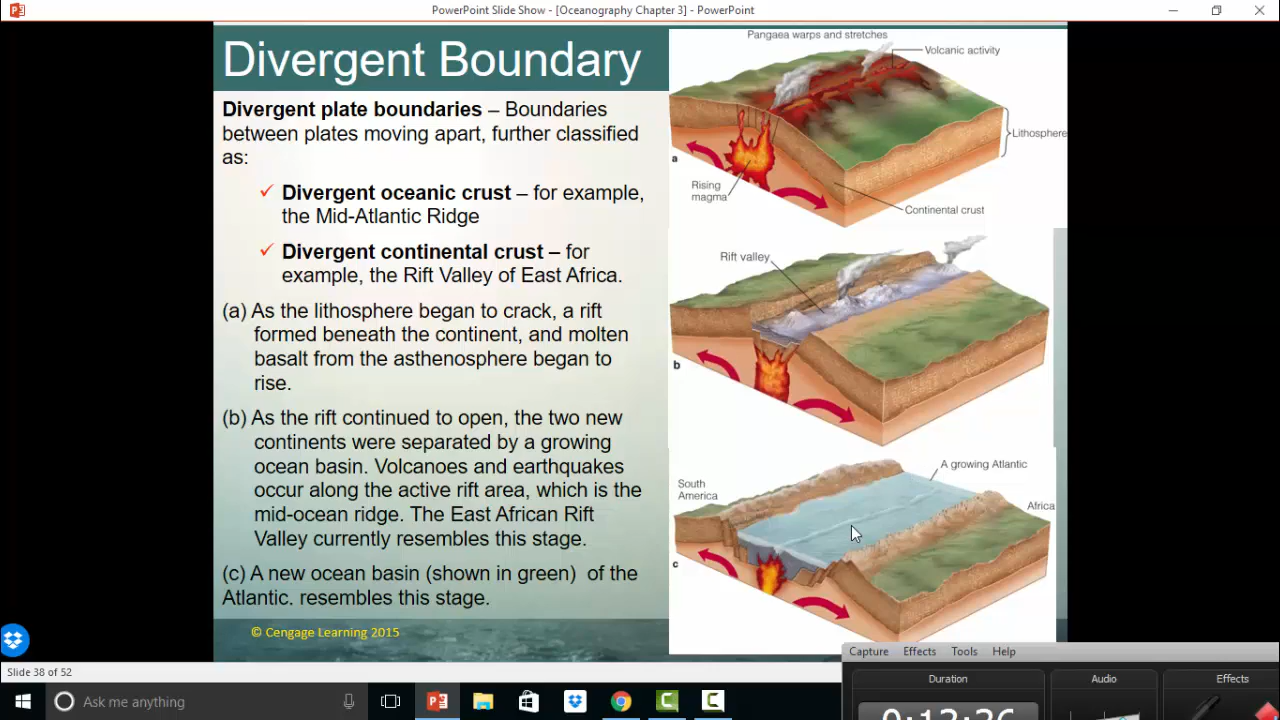 PowerPoint Slide Show - [Oceanography Chapter 3] - PowerPoint
Divergent Boundary
Divergent plate boundaries – Boundaries
between plates moving apart, further classified
as:
✓ Divergent oceanic crust – for example,
the Mid-Atlantic Ridge
✓ Divergent continental crust – for
example, the Rift Valley of East Africa.
(a) As the lithosphere began to crack, a rift
formed beneath the continent, and molten
basalt from the asthenosphere began to
rise.
(b) As the rift continued to open, the two new
continents were separated by a growing
ocean basin. Volcanoes and earthquakes
occur along the active rift area, which is the
mid-ocean ridge. The East African Rift
Valley currently resembles this stage.
(c) A new ocean basin (shown in green) of the
Atlantic. resembles this stage.
© Cengage Learning 2015
Pangaea warps and stretches
Volcanic activity
Lithosphere
a
Rising
magma
Continental crust
Rift valley
b
A growing Atlantic
South
America
Africa
c
Slide 38 of 52
Capture Effects Tools Help
Duration Audio Effects
0:13:26
Ask me anything